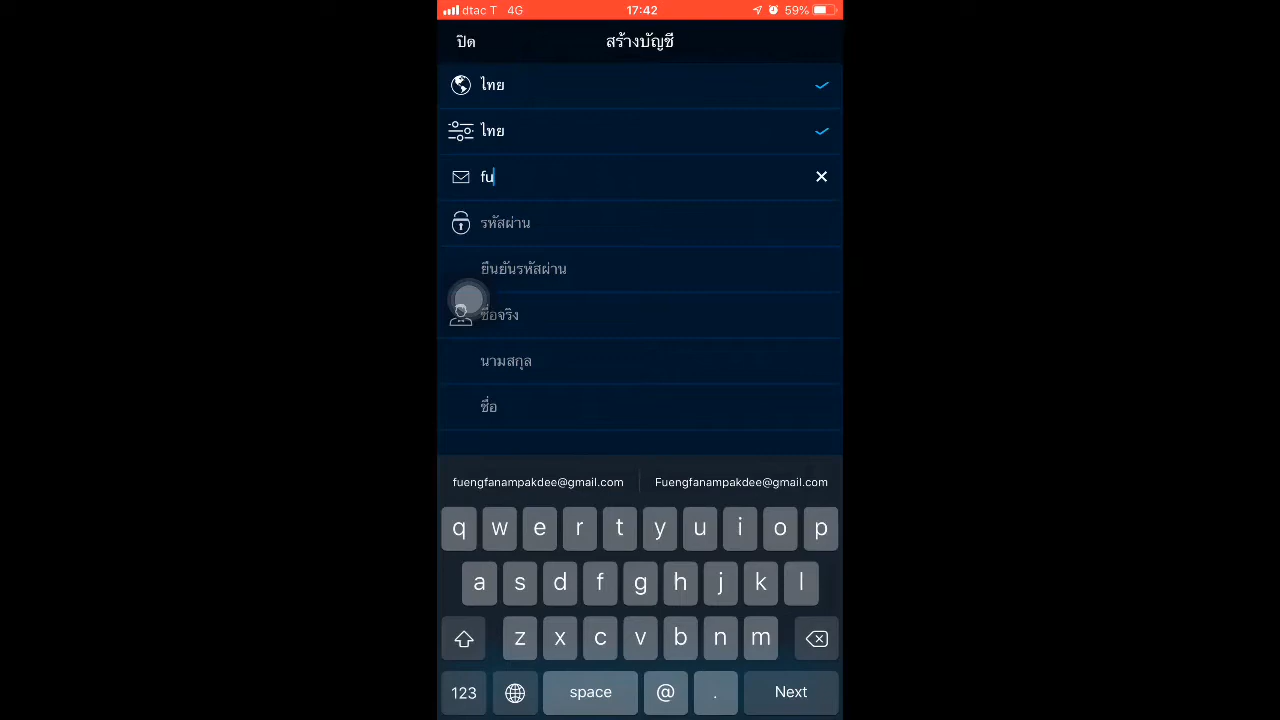 dtac T 4G 17:42 59%
ปิด สร้างบัญชี
ไทย
ไทย
fu
รหัสผ่าน
ยืนยันรหัสผ่าน
ชื่อจริง
นามสกุล
ชื่อ
fuengfanampakdee@gmail.com Fuengfanampakdee@gmail.com
q w e r t y u i o p
a s d f g h j k l
z x c v b n m
123 space @ . Next